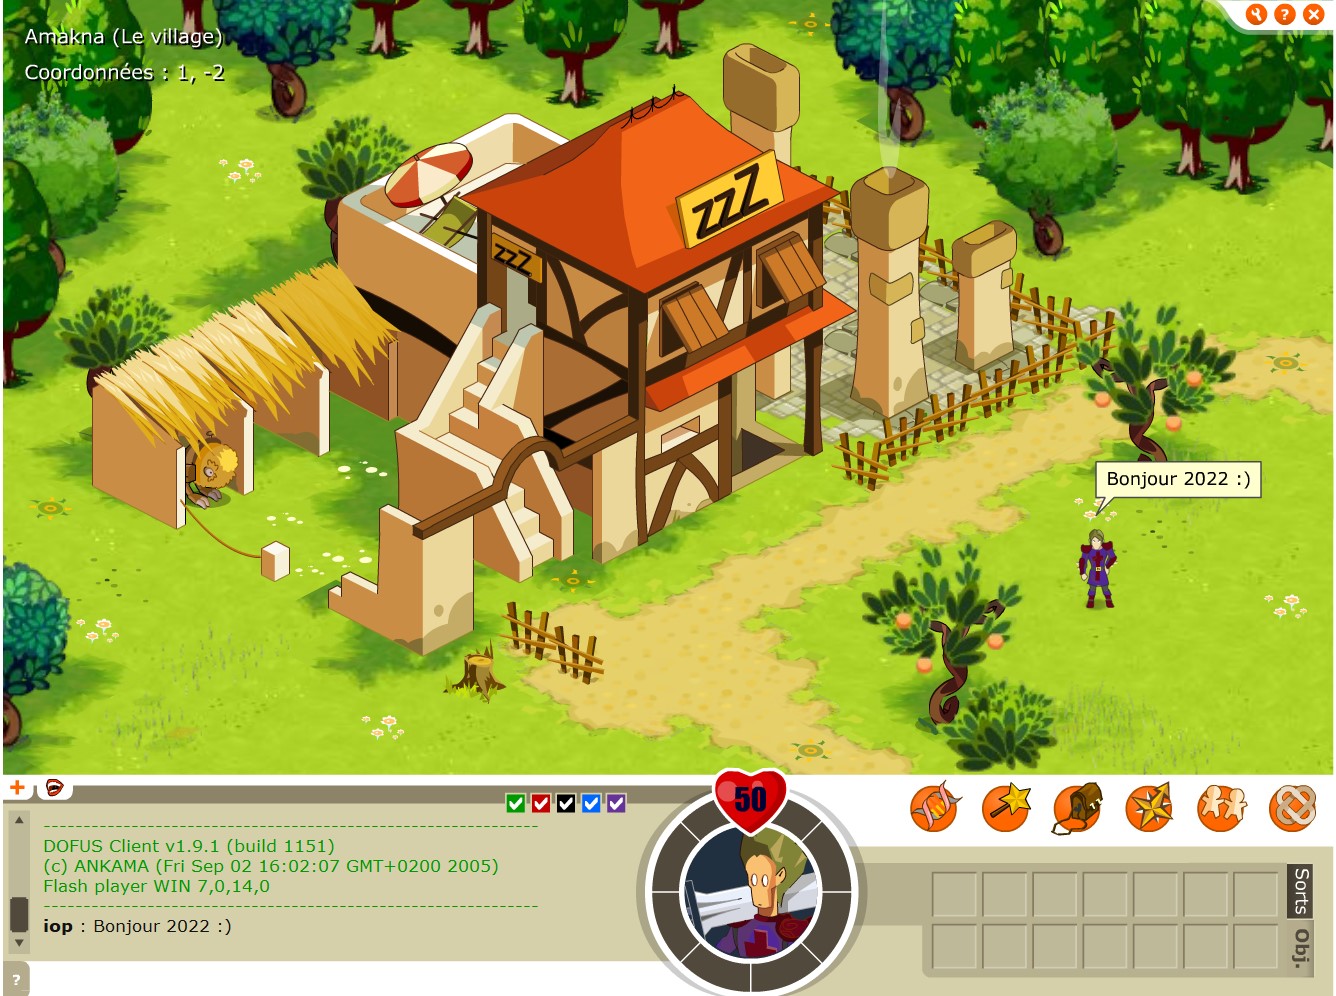 Amakna (Le village)
Coordonnées : 1, -2
?
zzZ
zzZ
Bonjour 2022 :)
50
DOFUS Client v1.9.1 (build 1151)
(c) ANKAMA (Fri Sep 02 16:02:07 GMT+0200 2005)
Flash player WIN 7,0,14,0
iop : Bonjour 2022 :)
Sorts
Obj.
?